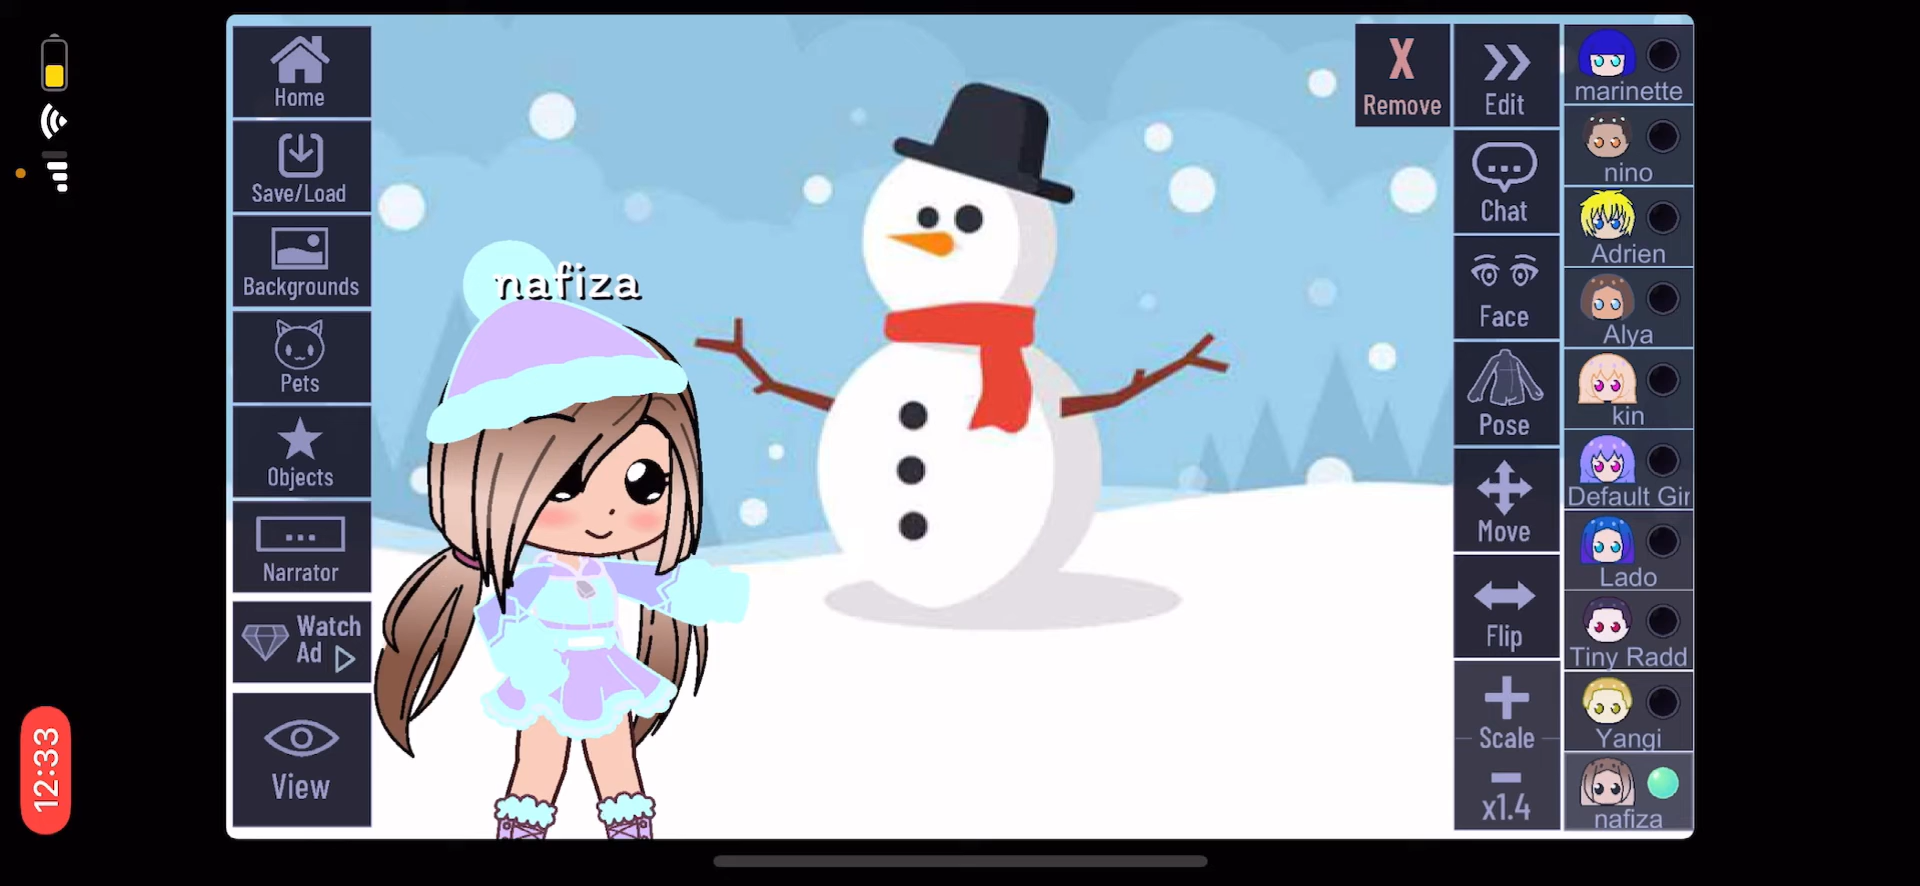 Home
Save/Load
Backgrounds
Pets
Objects
Narrator
Watch
Ad
View
12:33
nafiza
X
Remove
Edit
Chat
Face
Pose
Move
Flip
Scale
x1.4
marinette
nino
Adrien
Alya
kin
Default Gir
Lado
Tiny Radd
Yangi
nafiza